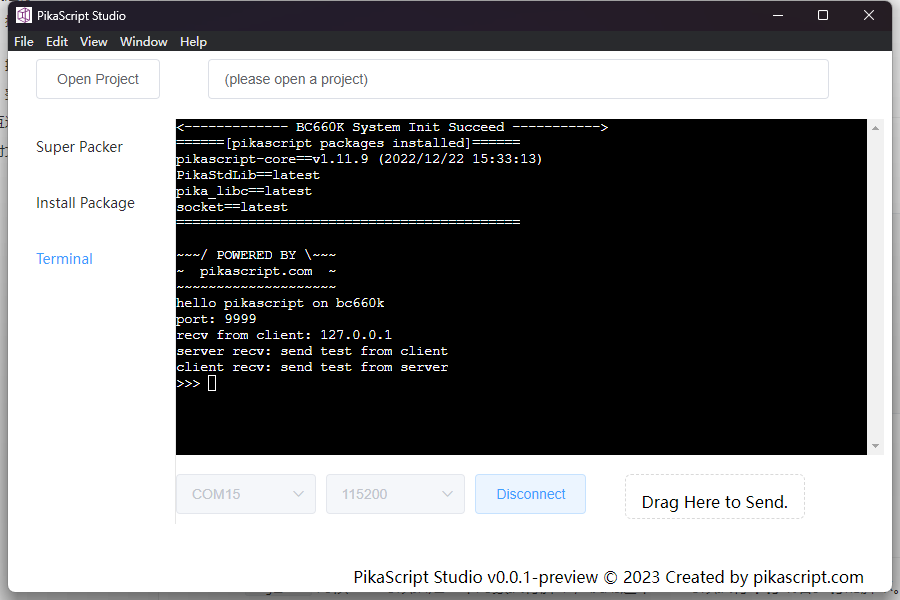 PikaScript Studio
File Edit View Window Help
Open Project
(please open a project)
Super Packer
Install Package
Terminal
<------------- BC660K System Init Succeed ----------->
======[pikascript packages installed]======
pikascript-core==v1.11.9 (2022/12/22 15:33:13)
PikaStdLib==latest
pika_libc==latest
socket==latest
===========================================
~~~/ POWERED BY \~~~
~  pikascript.com  ~
~~~~~~~~~~~~~~~~~~~~
hello pikascript on bc660k
port: 9999
recv from client: 127.0.0.1
server recv: send test from client
client recv: send test from server
>>>
COM15
115200
Disconnect
Drag Here to Send.
PikaScript Studio v0.0.1-preview © 2023 Created by pikascript.com